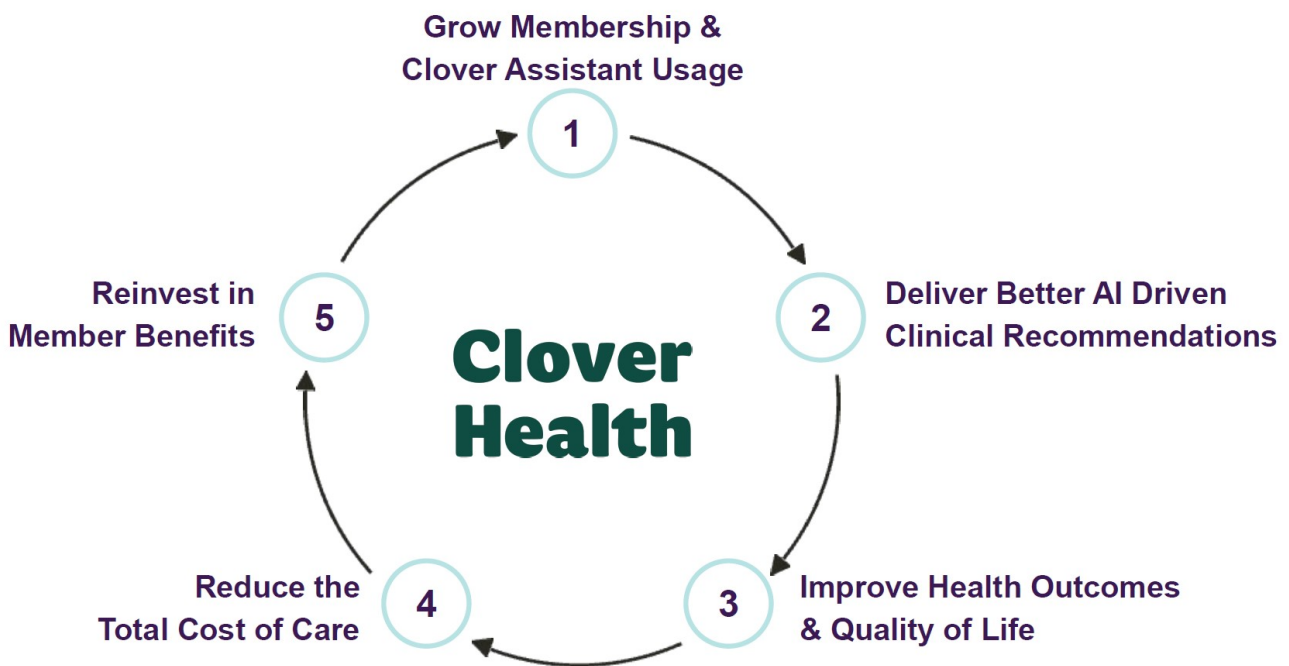 Grow Membership &
Clover Assistant Usage
1
2
Deliver Better AI Driven
Clinical Recommendations
3
Improve Health Outcomes
& Quality of Life
4
Reduce the
Total Cost of Care
5
Reinvest in
Member Benefits
Clover
Health